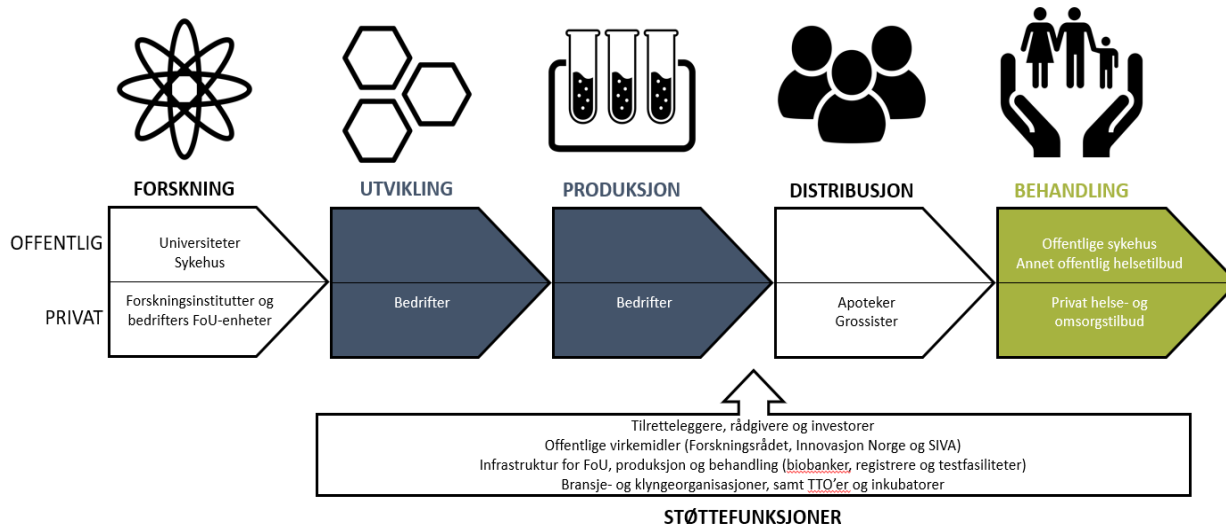 FORSKNING
UTVIKLING
PRODUKSJON
DISTRIBUSJON
BEHANDLING
OFFENTLIG
Universiteter
Sykehus
Offentlige sykehus
Annet offentlig helsetilbud
PRIVAT
Forskningsinstitutter og
bedrifters FoU-enheter
Bedrifter
Bedrifter
Apoteker
Grossister
Privat helse- og
omsorgstilbud
Tilretteleggere, rådgivere og investorer
Offentlige virkemidler (Forskningsrådet, Innovasjon Norge og SIVA)
Infrastruktur for FoU, produksjon og behandling (biobanker, registrere og testfasiliteter)
Bransje- og klyngeorganisasjoner, samt TTO’er og inkubatorer
STØTTEFUNKSJONER